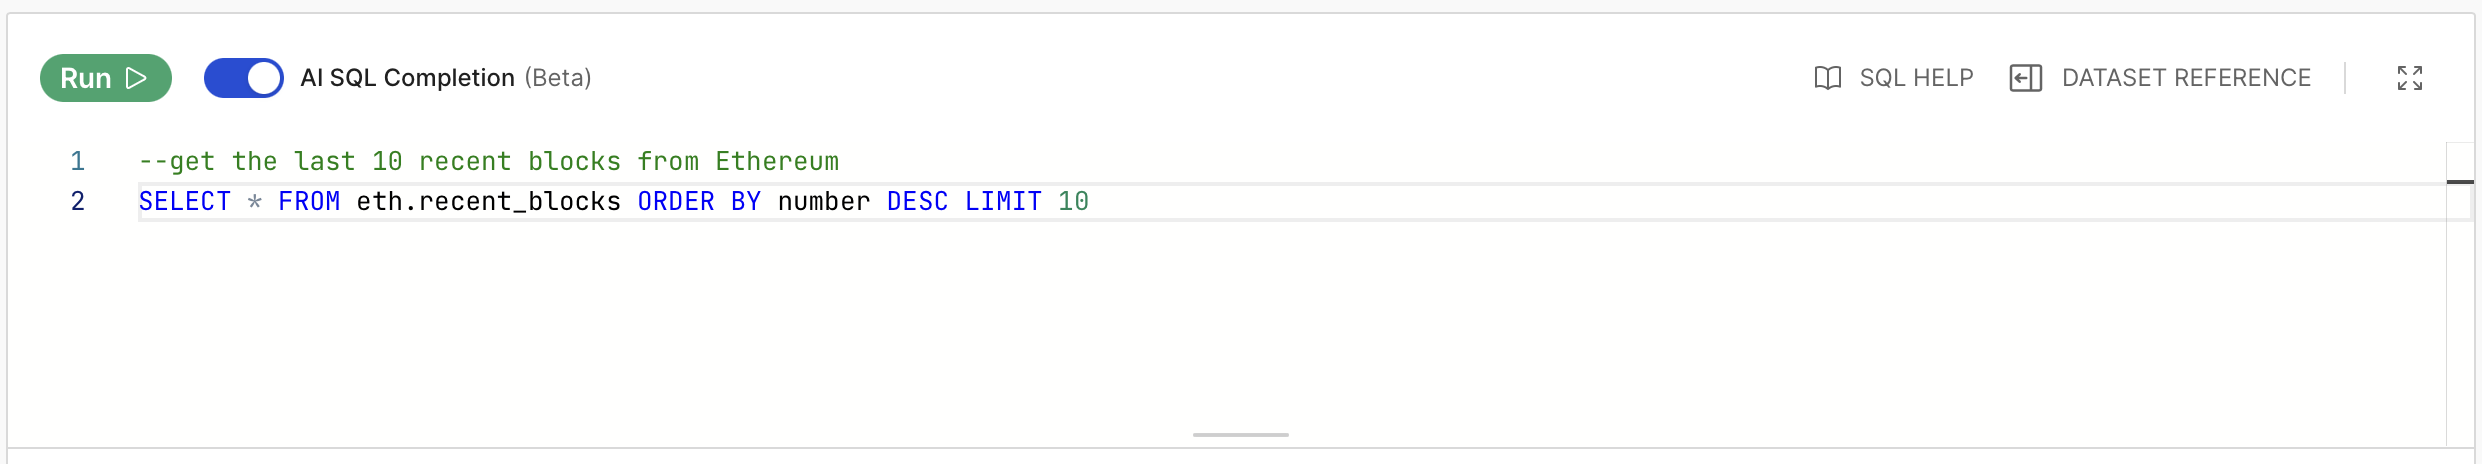 Run
AI SQL Completion (Beta)
SQL HELP
DATASET REFERENCE
1 --get the last 10 recent blocks from Ethereum
2 SELECT * FROM eth.recent_blocks ORDER BY number DESC LIMIT 10